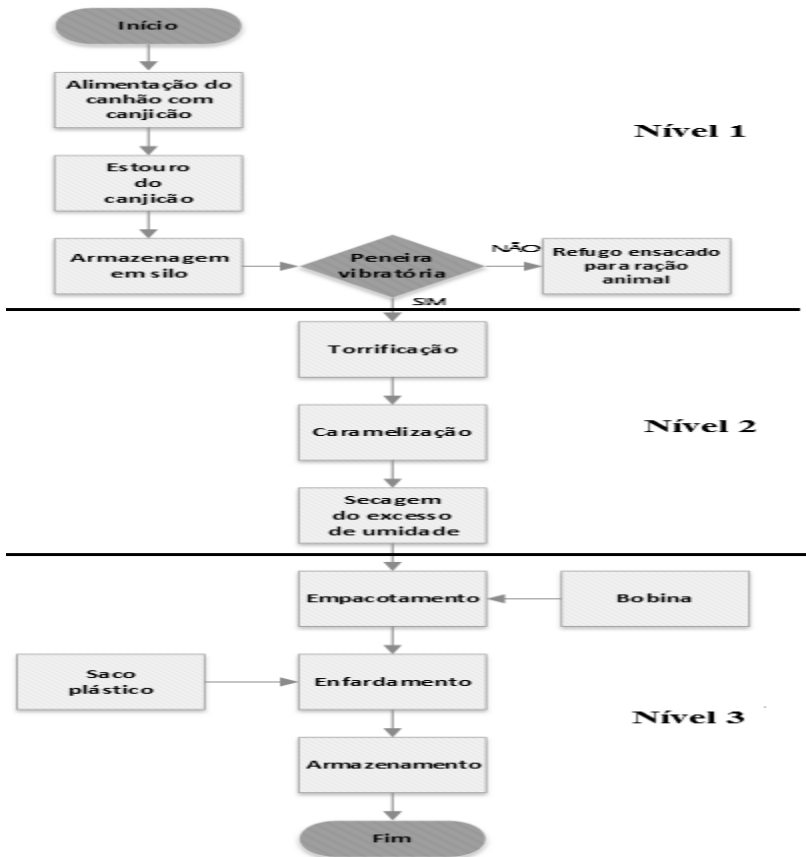 Início
Alimentação do
canhão com
canjicão
Nível 1
Estouro
do
canjicão
Armazenagem
em silo
Peneira
vibratória
NÃO
Refugo ensacado
para ração
animal
SIM
Torrificação
Caramelização
Nível 2
Secagem
do excesso
de umidade
Empacotamento
Bobina
Saco
plástico
Enfardamento
Nível 3
Armazenamento
Fim